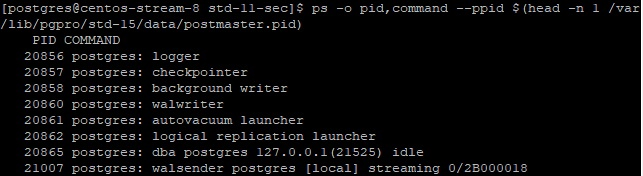 [postgres@centos-stream-8 std-11-sec]$ ps -o pid,command --ppid $(head -n 1 /var
/lib/pgpro/std-15/data/postmaster.pid)
PID COMMAND
20856 postgres: logger
20857 postgres: checkpointer
20858 postgres: background writer
20860 postgres: walwriter
20861 postgres: autovacuum launcher
20862 postgres: logical replication launcher
20865 postgres: dba postgres 127.0.0.1(21525) idle
21007 postgres: walsender postgres [local] streaming 0/2B000018